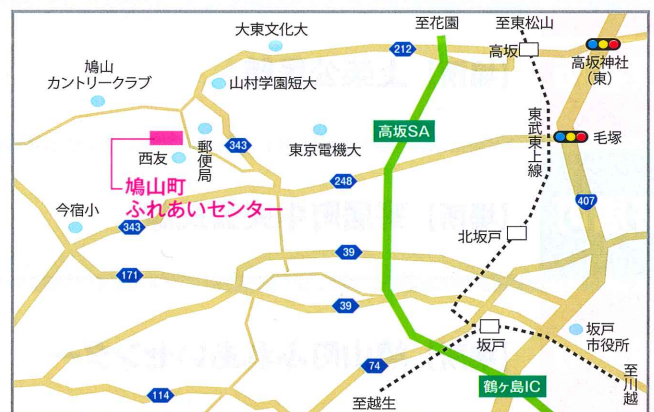 至花園
至東松山
大東文化大
212
高坂
高坂神社
(東)
鳩山
カントリークラブ
山村学園短大
高坂SA
東武東上線
毛塚
343
東京電機大
郵便局
西友
248
鳩山町
ふれあいセンター
407
今宿小
343
北坂戸
39
171
39
坂戸
坂戸
市役所
74
鶴ヶ島IC
至川越
114
至越生